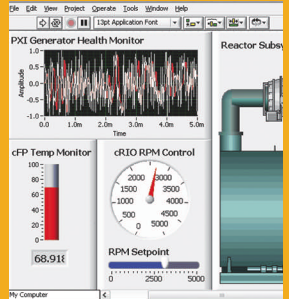 File Edit View Project Operate Tools Window Help
13pt Application Font
PXI Generator Health Monitor
Reactor Subsy
Amplitude
1.0
0.5
0.0
-0.5
-1.0
0.0 1.0m 2.0m 3.0m 4.0m 5.0m
Time
cFP Temp Monitor
100
80
60
40
20
0
68.918
cRIO RPM Control
2000 3000
1500 3500
1000 4000
500 4500
0 5000
RPM Setpoint
0 2500 5000
My Computer